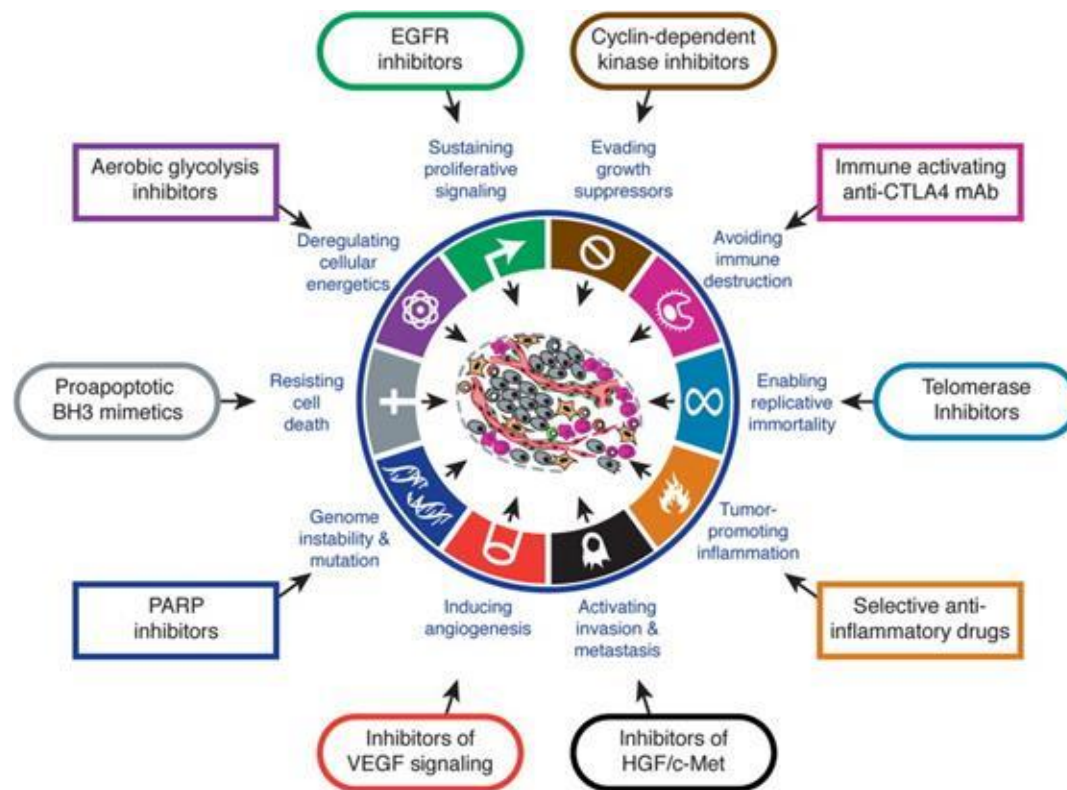 EGFR
inhibitors
Cyclin-dependent
kinase inhibitors
Sustaining
proliferative
signaling
Evading
growth
suppressors
Aerobic glycolysis
inhibitors
Immune activating
anti-CTLA4 mAb
Deregulating
cellular
energetics
Avoiding
immune
destruction
Proapoptotic
BH3 mimetics
Resisting
cell
death
Enabling
replicative
immortality
Telomerase
Inhibitors
Genome
instability &
mutation
Tumor-
promoting
inflammation
PARP
inhibitors
Inducing
angiogenesis
Activating
invasion &
metastasis
Selective anti-
inflammatory drugs
Inhibitors of
VEGF signaling
Inhibitors of
HGF/c-Met